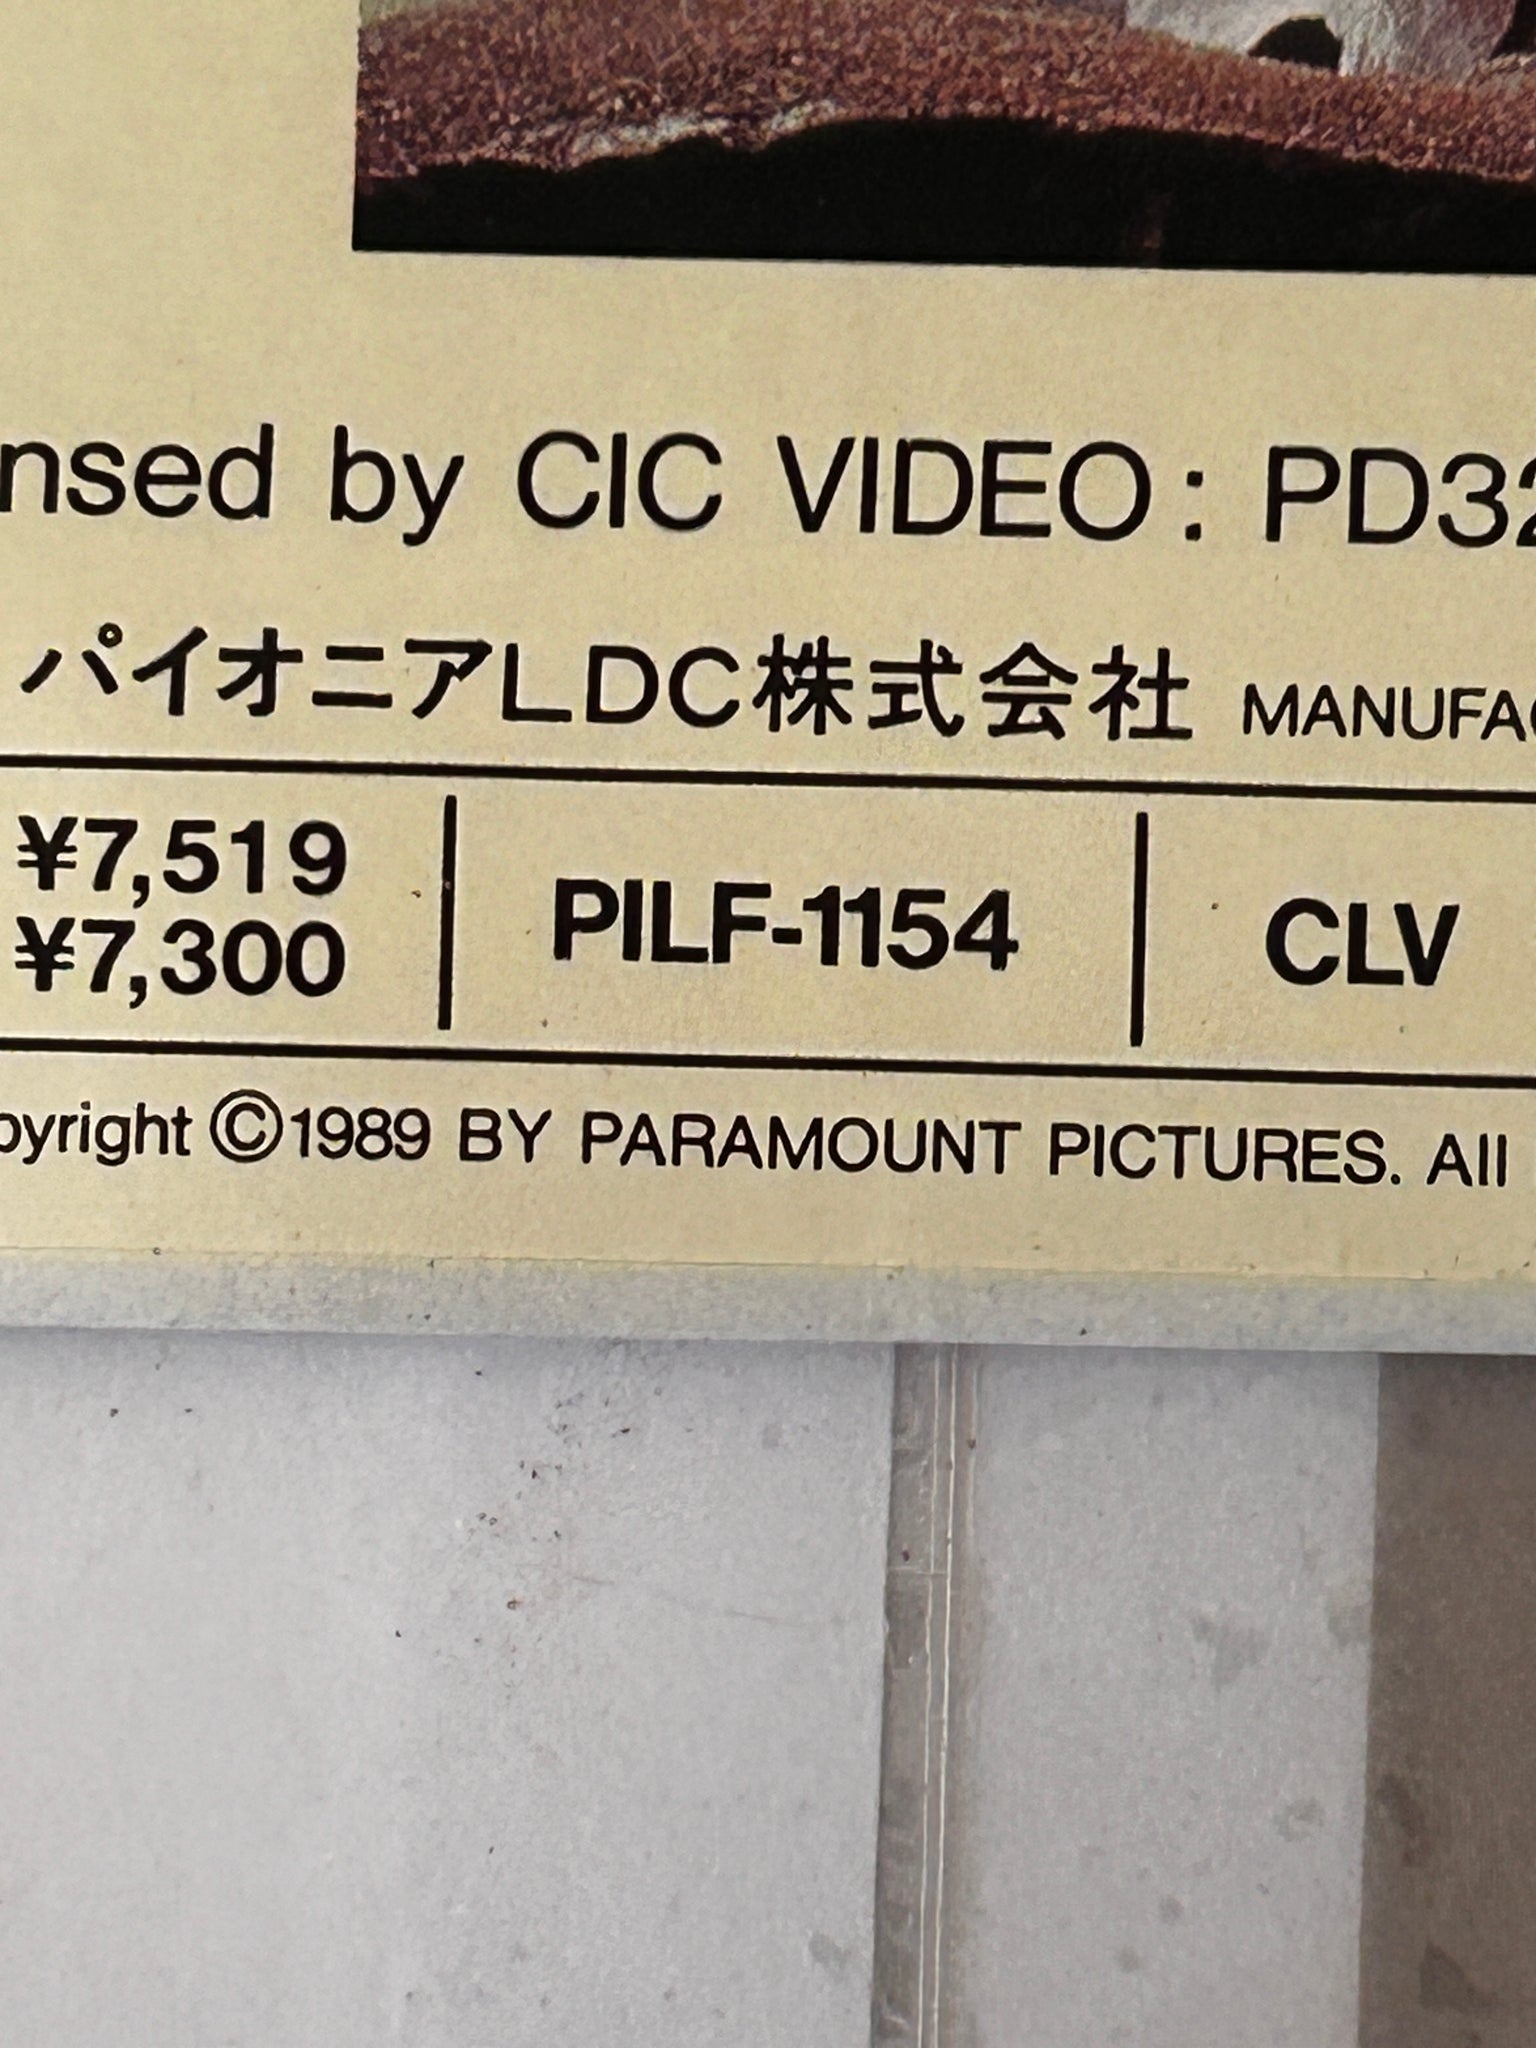 nsed by CIC VIDEO : PD32
パイオニアLDC株式会社 MANUFAC
¥7,519
¥7,300
PILF-1154
CLV
pyright ©1989 BY PARAMOUNT PICTURES. All